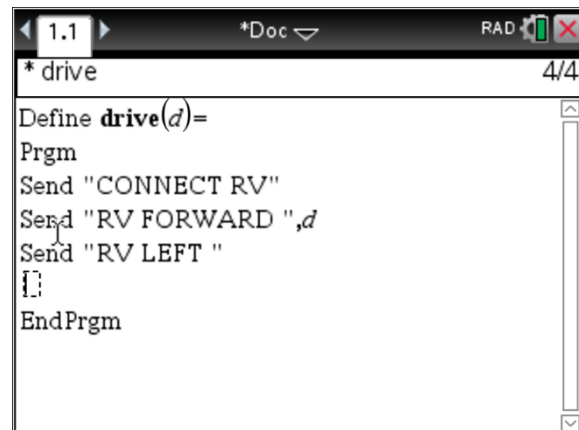 1.1 *Doc RAD
* drive 4/4
Define drive(d)=
Prgm
Send "CONNECT RV"
Send "RV FORWARD ",d
Send "RV LEFT "
EndPrgm